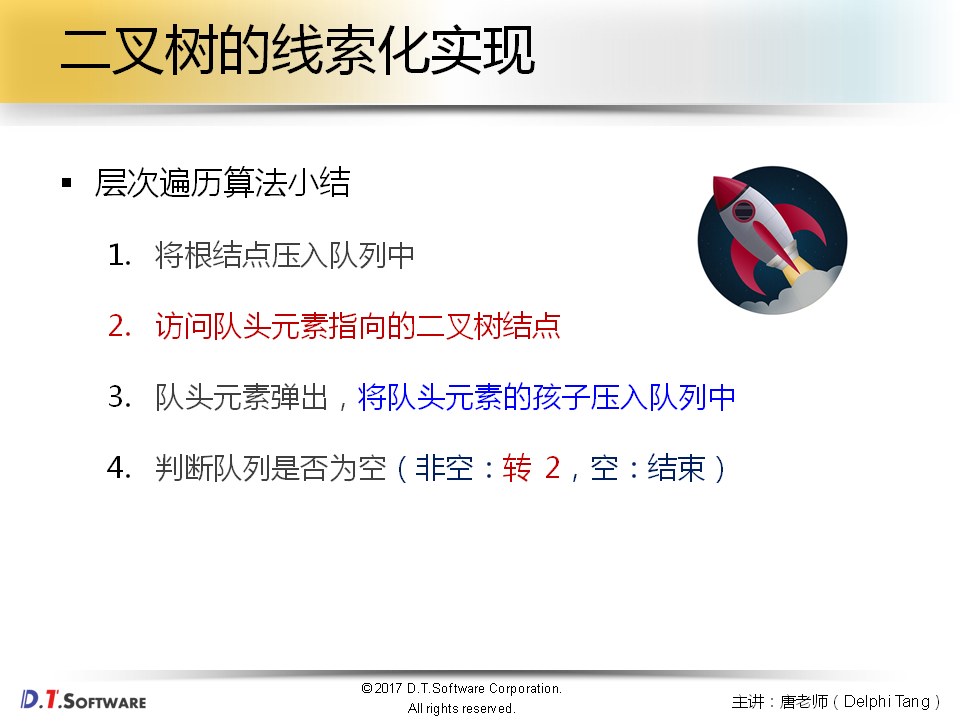 二叉树的线索化实现
▪ 层次遍历算法小结
1. 将根结点压入队列中
2. 访问队头元素指向的二叉树结点
3. 队头元素弹出，将队头元素的孩子压入队列中
4. 判断队列是否为空（非空：转 2，空：结束）
D.T.SOFTWARE
©2017 D.T.Software Corporation.
All rights reserved.
主讲：唐老师（Delphi Tang）